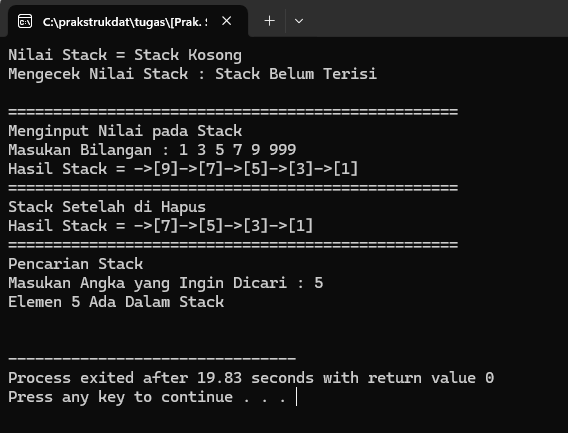 C:\prakstrukdat\tugas\[Prak. S
Nilai Stack = Stack Kosong
Mengecek Nilai Stack : Stack Belum Terisi
==================================================
Menginput Nilai pada Stack
Masukan Bilangan : 1 3 5 7 9 999
Hasil Stack = ->[9]->[7]->[5]->[3]->[1]
==================================================
Stack Setelah di Hapus
Hasil Stack = ->[7]->[5]->[3]->[1]
==================================================
Pencarian Stack
Masukan Angka yang Ingin Dicari : 5
Elemen 5 Ada Dalam Stack
--------------------------------
Process exited after 19.83 seconds with return value 0
Press any key to continue . . .